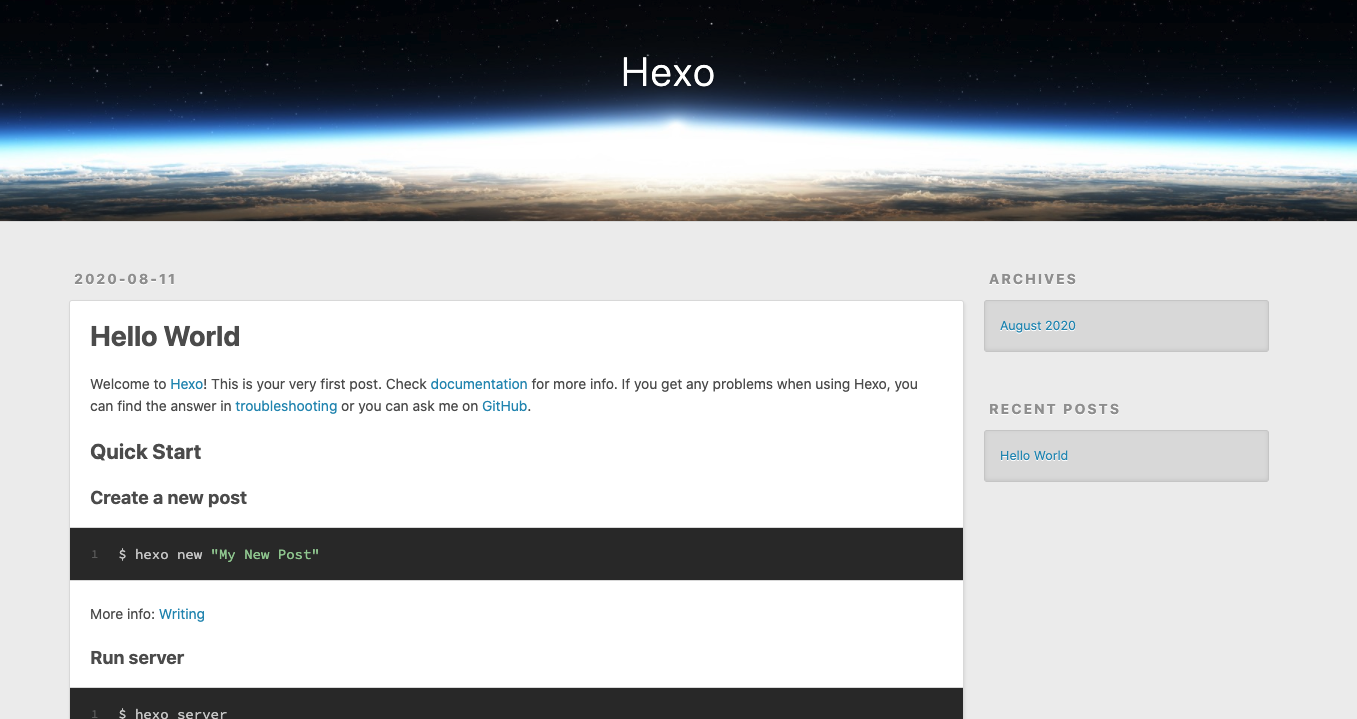 Hexo
2020-08-11
Hello World
Welcome to Hexo! This is your very first post. Check documentation for more info. If you get any problems when using Hexo, you
can find the answer in troubleshooting or you can ask me on GitHub.
Quick Start
Create a new post
1 $ hexo new "My New Post"
More info: Writing
Run server
1 $ hexo server
ARCHIVES
August 2020
RECENT POSTS
Hello World